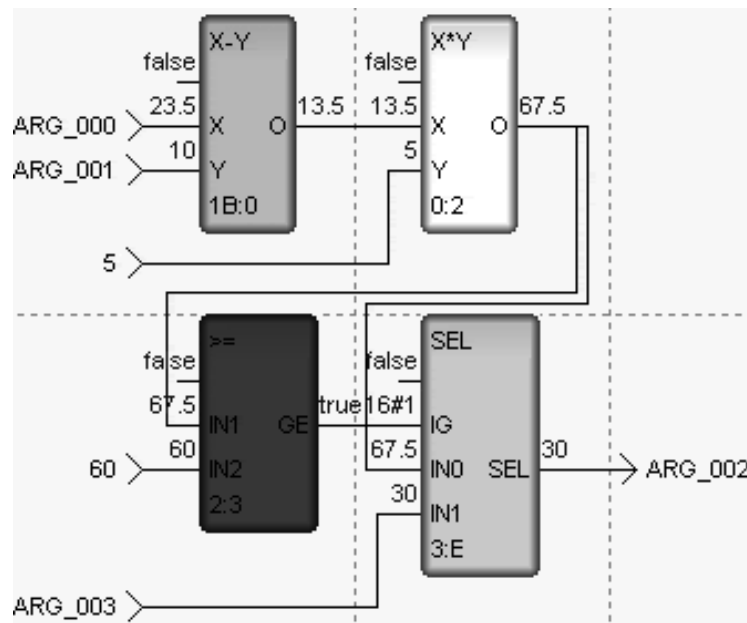 X-Y
X*Y
false
false
23.5
13.5
13.5
67.5
ARG_000
X
O
X
O
10
5
ARG_001
Y
Y
1B:0
0:2
5
>=
SEL
false
false
67.5
true
16#1
IN1
GE
IG
60
67.5
60
IN2
IN0
SEL
30
ARG_002
2:3
30
IN1
3:E
ARG_003